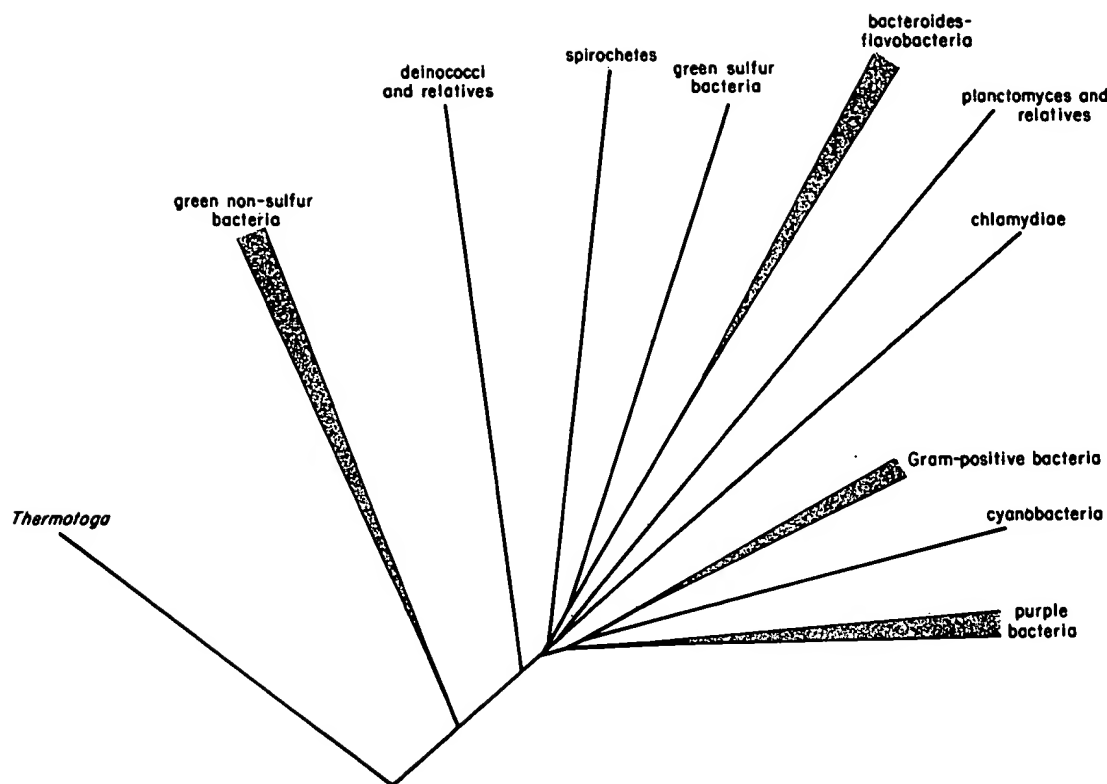 bacteroides-
flavobacteria
spirochetes
green sulfur
bacteria
deinococci
and relatives
planctomyces and
relatives
green non-sulfur
bacteria
chlamydiae
Gram-positive bacteria
Thermotoga
cyanobacteria
purple
bacteria